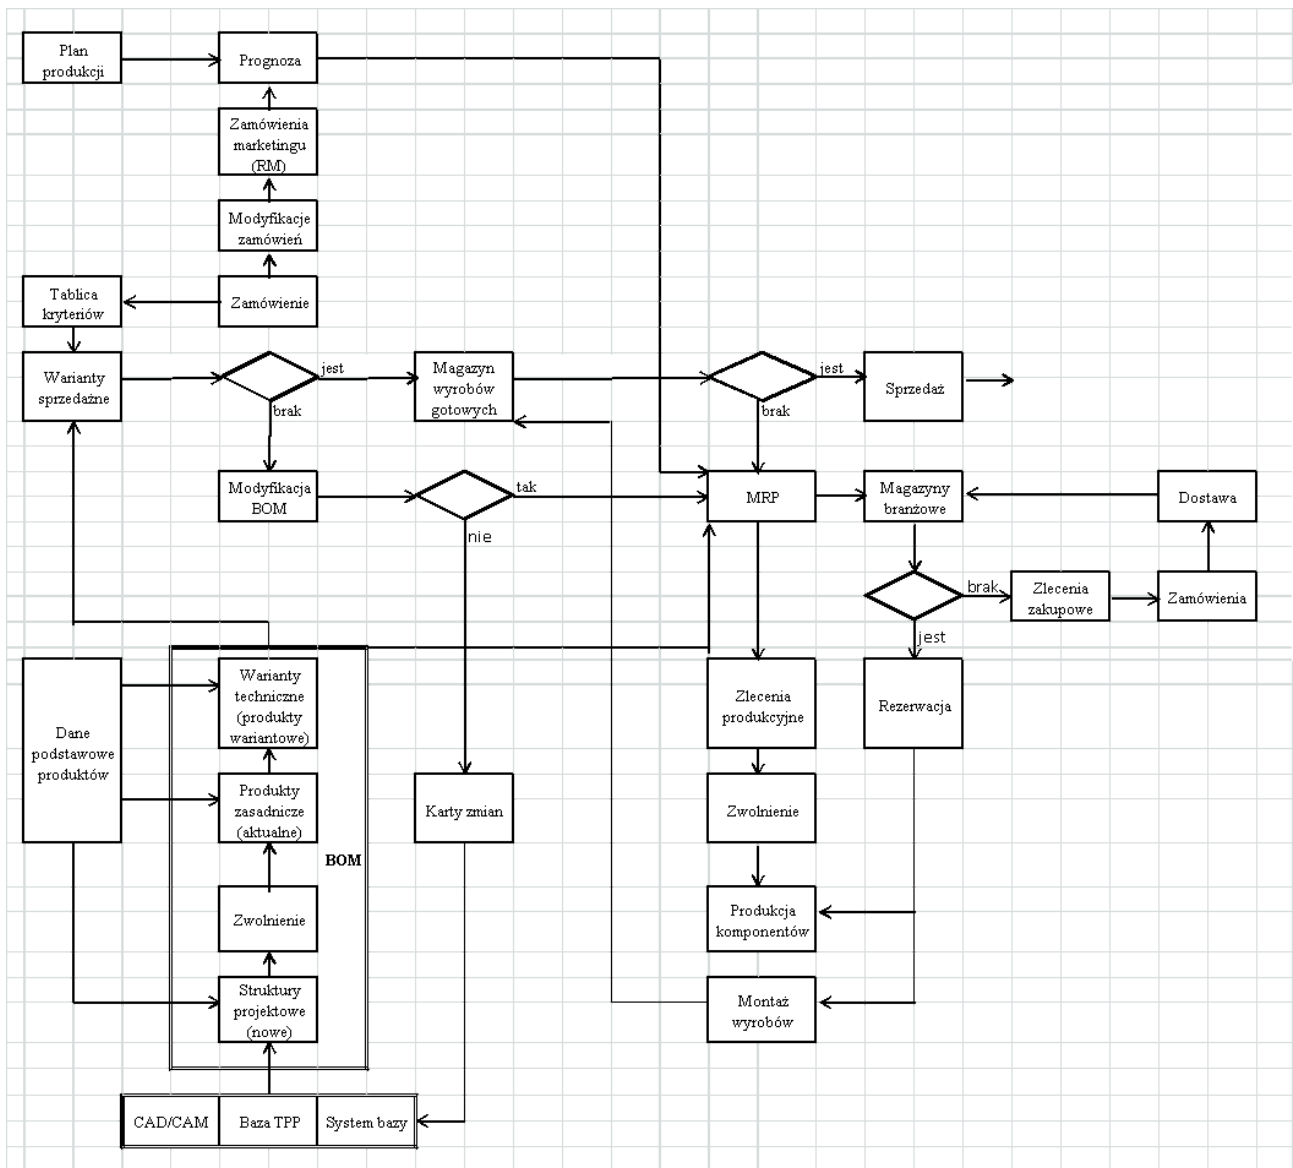 Plan
produkcji
Prognoza
Zamówienia
marketingu
(RM)
Modyfikacje
zamówień
Tablica
kryteriów
Zamówienie
Warianty
sprzedażne
jest
brak
Magazyn
wyrobów
gotowych
jest
brak
Sprzedaż
Modyfikacja
BOM
tak
nie
MRP
Magazyny
branżowe
Dostawa
brak
jest
Zlecenia
zakupowe
Zamówienia
Dane
podstawowe
produktów
Warianty
techniczne
(produkty
wariantowe)
Produkty
zasadnicze
(aktualne)
BOM
Zwolnienie
Struktury
projektowe
(nowe)
Karty zmian
Zlecenia
produkcyjne
Rezerwacja
Zwolnienie
Produkcja
komponentów
Montaż
wyrobów
CAD/CAM
Baza TPP
System bazy